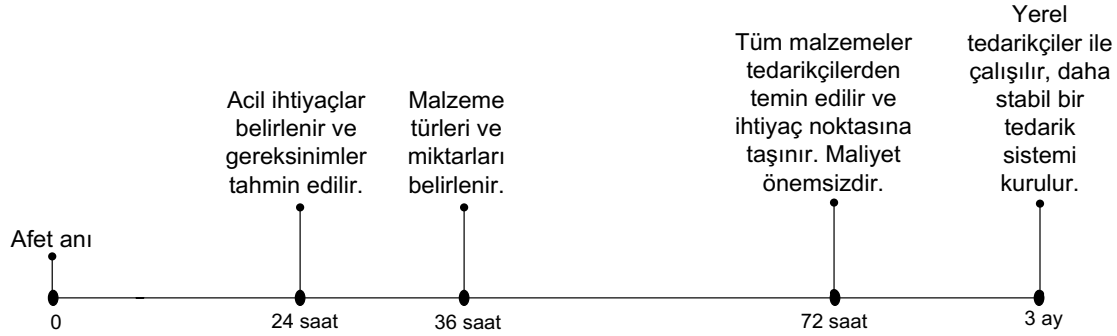 Afet anı
0
Acil ihtiyaçlar
belirlenir ve
gereksinimler
tahmin edilir.
24 saat
Malzeme
türleri ve
miktarları
belirlenir.
36 saat
Tüm malzemeler
tedarikçilerden
temin edilir ve
ihtiyaç noktasına
taşınır. Maliyet
önemsizdir.
72 saat
Yerel
tedarikçiler ile
çalışılır, daha
stabil bir
tedarik
sistemi
kurulur.
3 ay